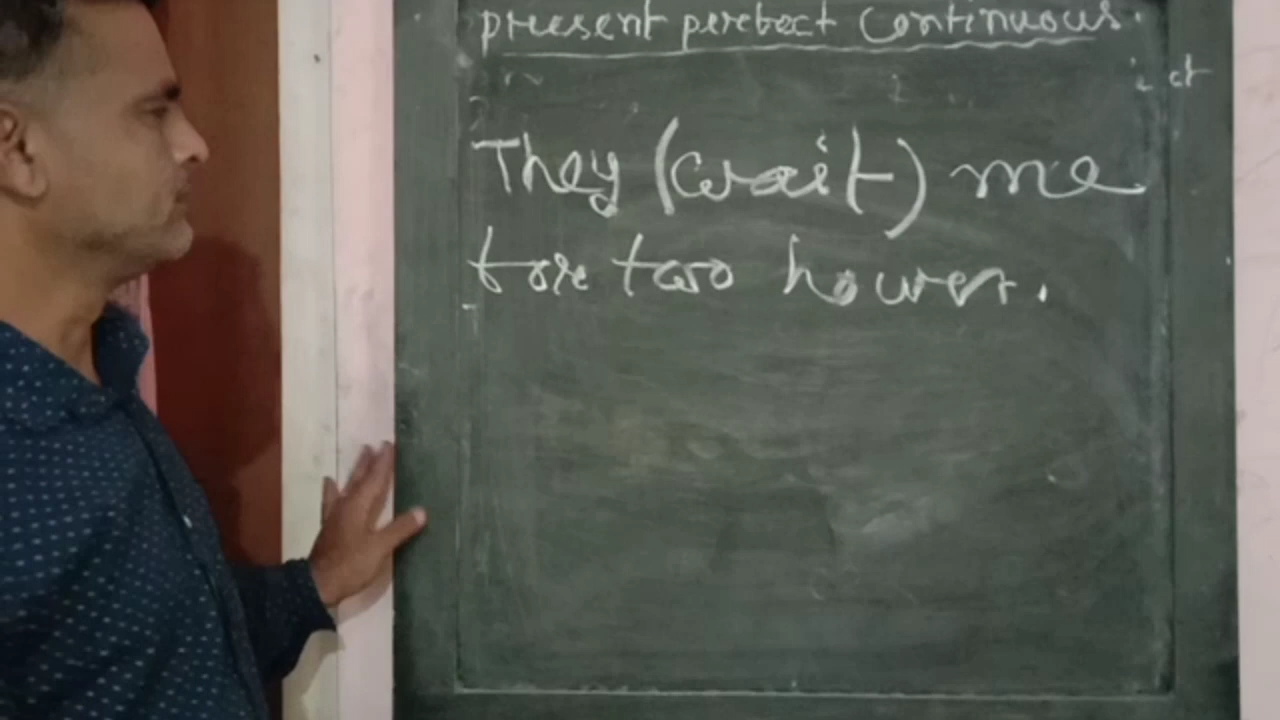 present perfect continuous.
They (wait) me
for two hours.